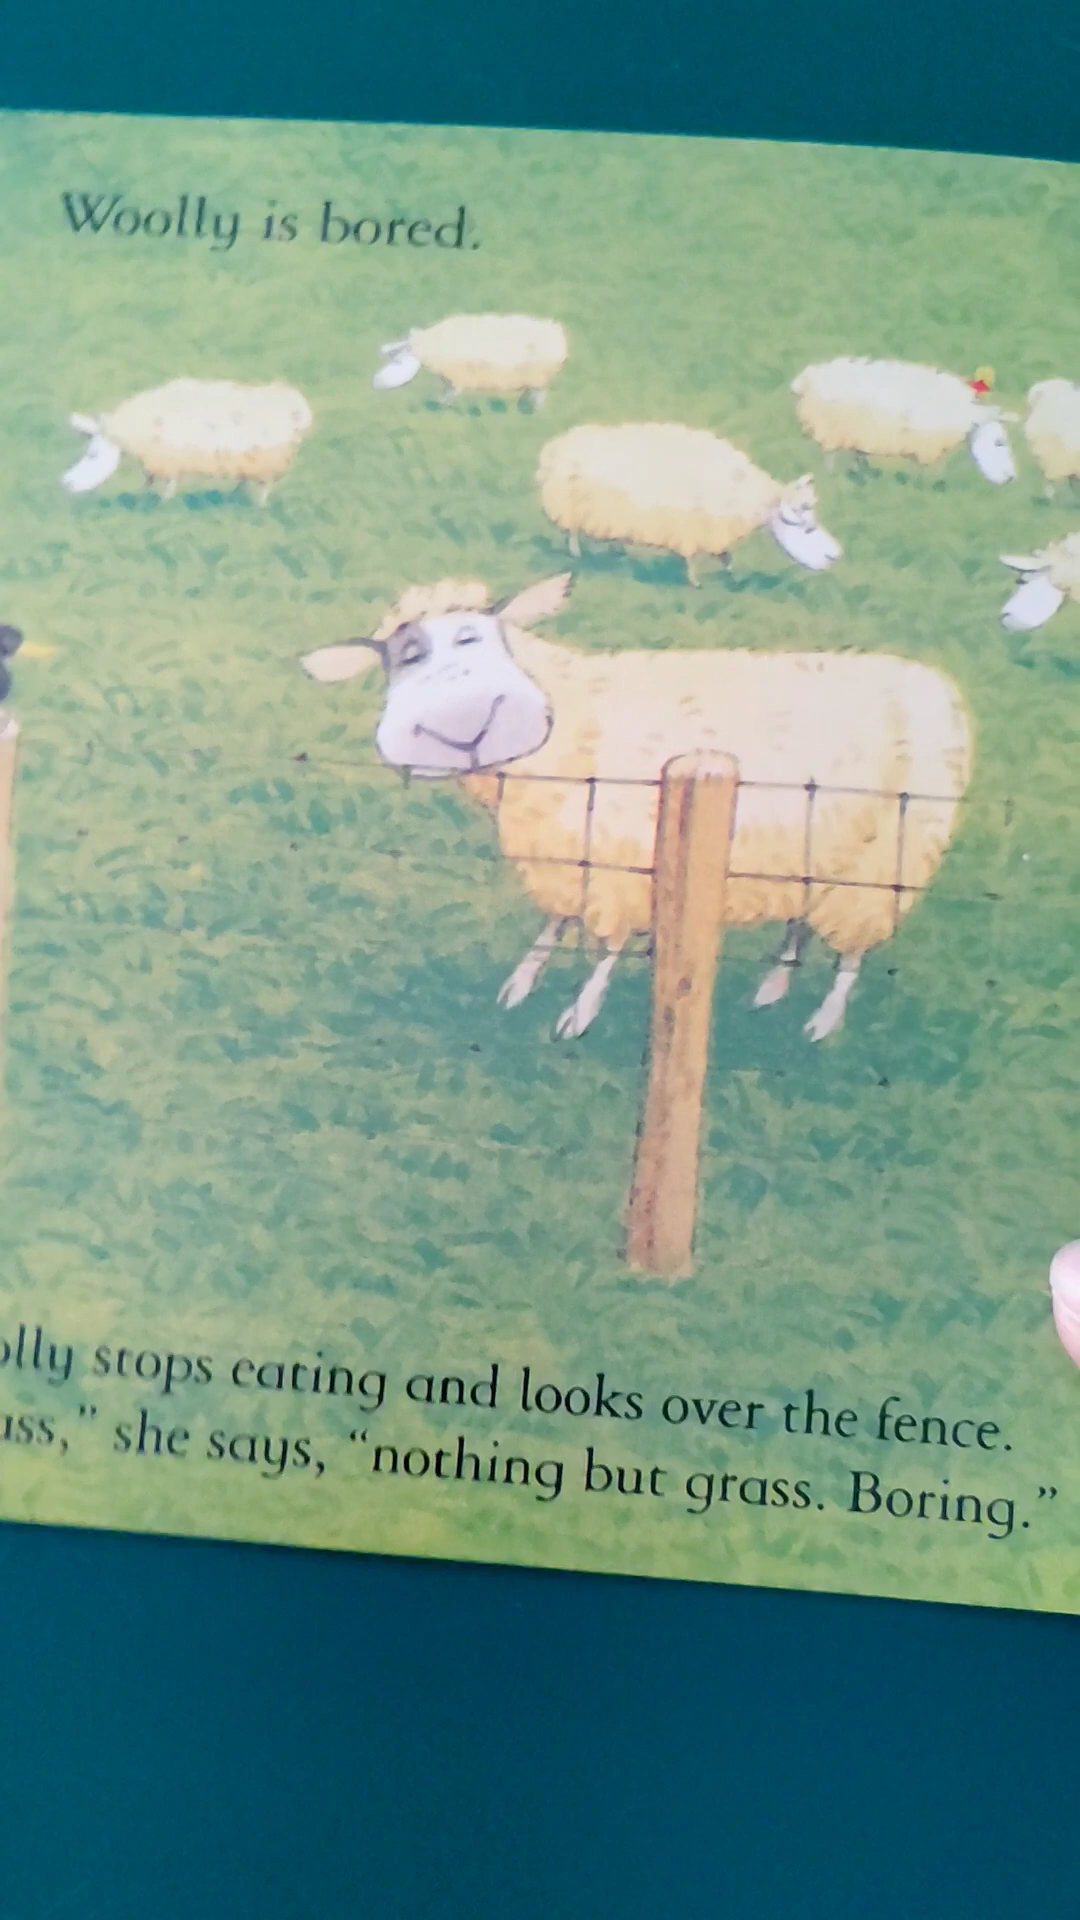 Woolly is bored.
olly stops eating and looks over the fence.
ass," she says, "nothing but grass. Boring."